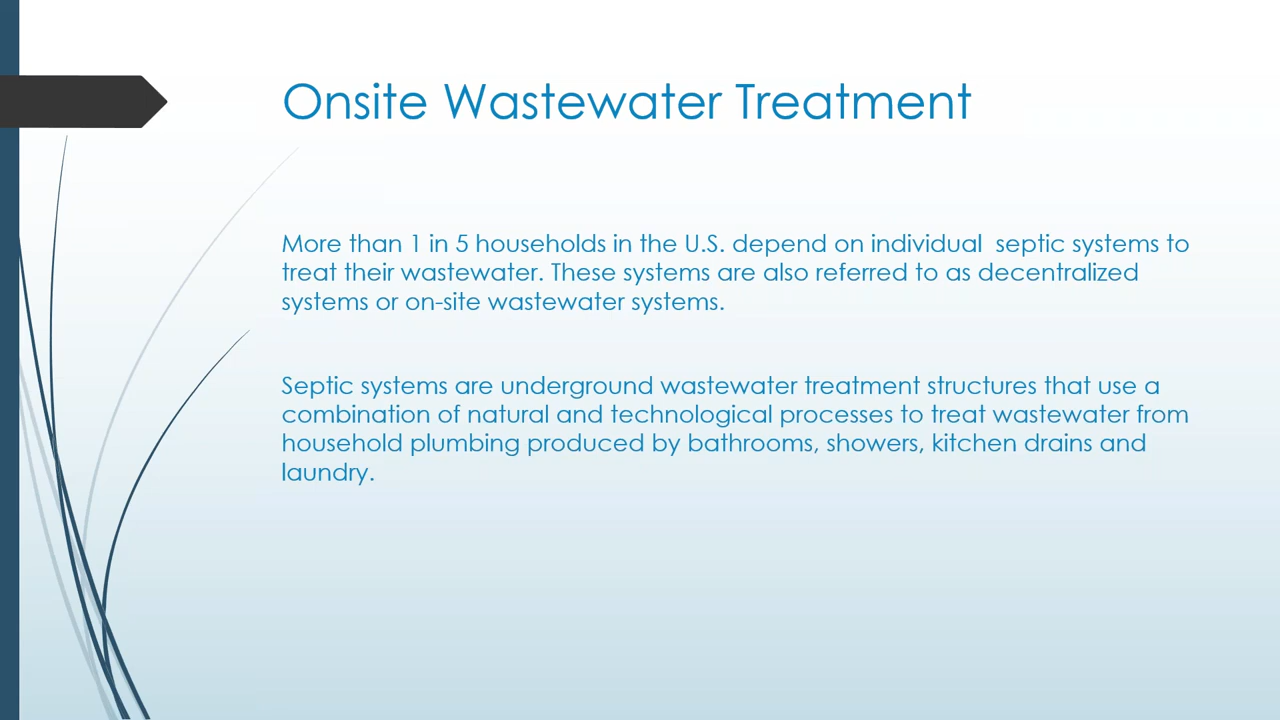 Onsite Wastewater Treatment
More than 1 in 5 households in the U.S. depend on individual  septic systems to
treat their wastewater. These systems are also referred to as decentralized
systems or on-site wastewater systems.
Septic systems are underground wastewater treatment structures that use a
combination of natural and technological processes to treat wastewater from
household plumbing produced by bathrooms, showers, kitchen drains and
laundry.